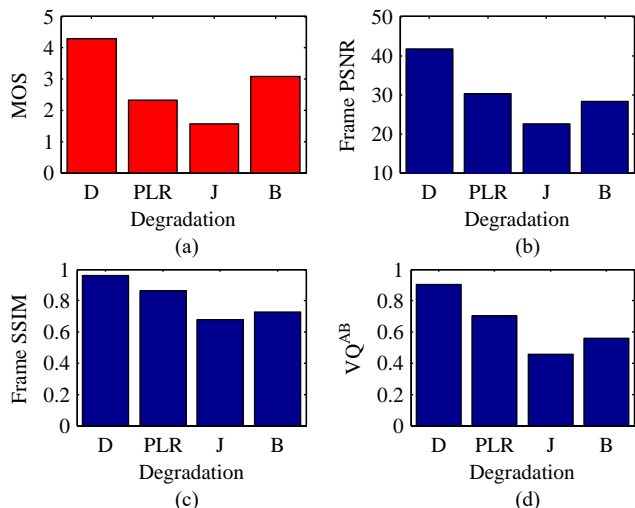 5
4
3
2
1
0
MOS
D PLR J B
Degradation
(a)
40
30
20
10
Frame PSNR
D PLR J B
Degradation
(b)
1
0.8
0.6
0.4
0.2
0
Frame SSIM
D PLR J B
Degradation
(c)
1
0.8
0.6
0.4
0.2
0
VQ^AB
D PLR J B
Degradation
(d)